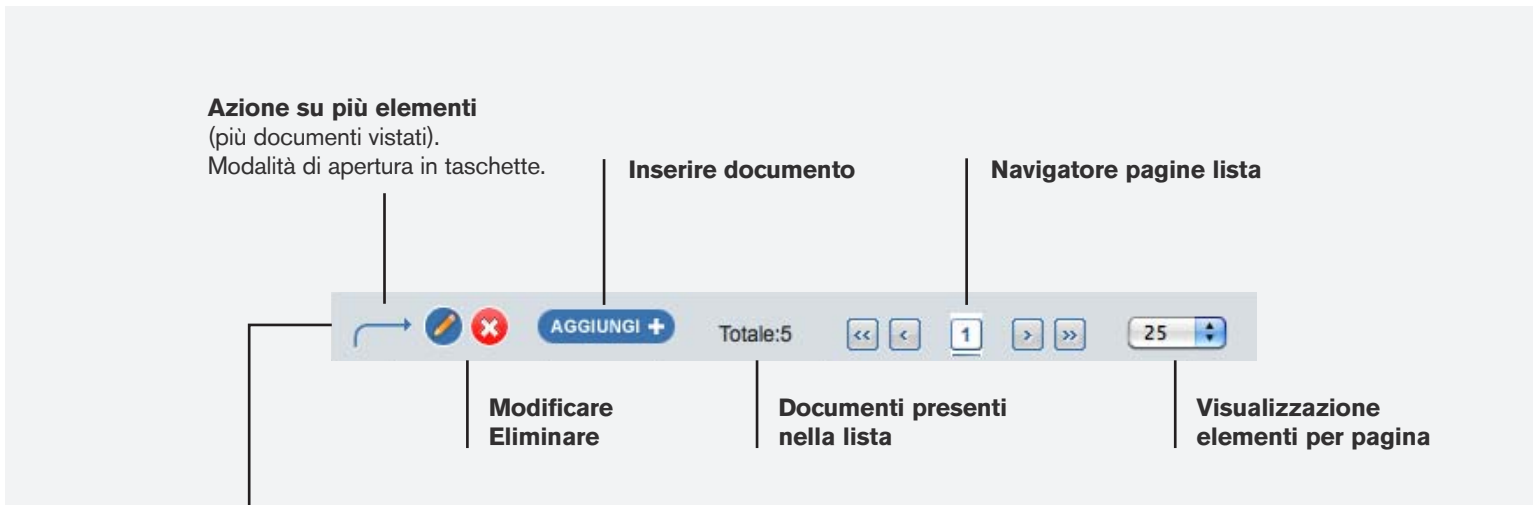 Azione su più elementi
(più documenti vistati).
Modalità di apertura in taschette.
Inserire documento
Navigatore pagine lista
AGGIUNGI +
Totale:5
<< < 1 > >>
25
Modificare
Eliminare
Documenti presenti
nella lista
Visualizzazione
elementi per pagina